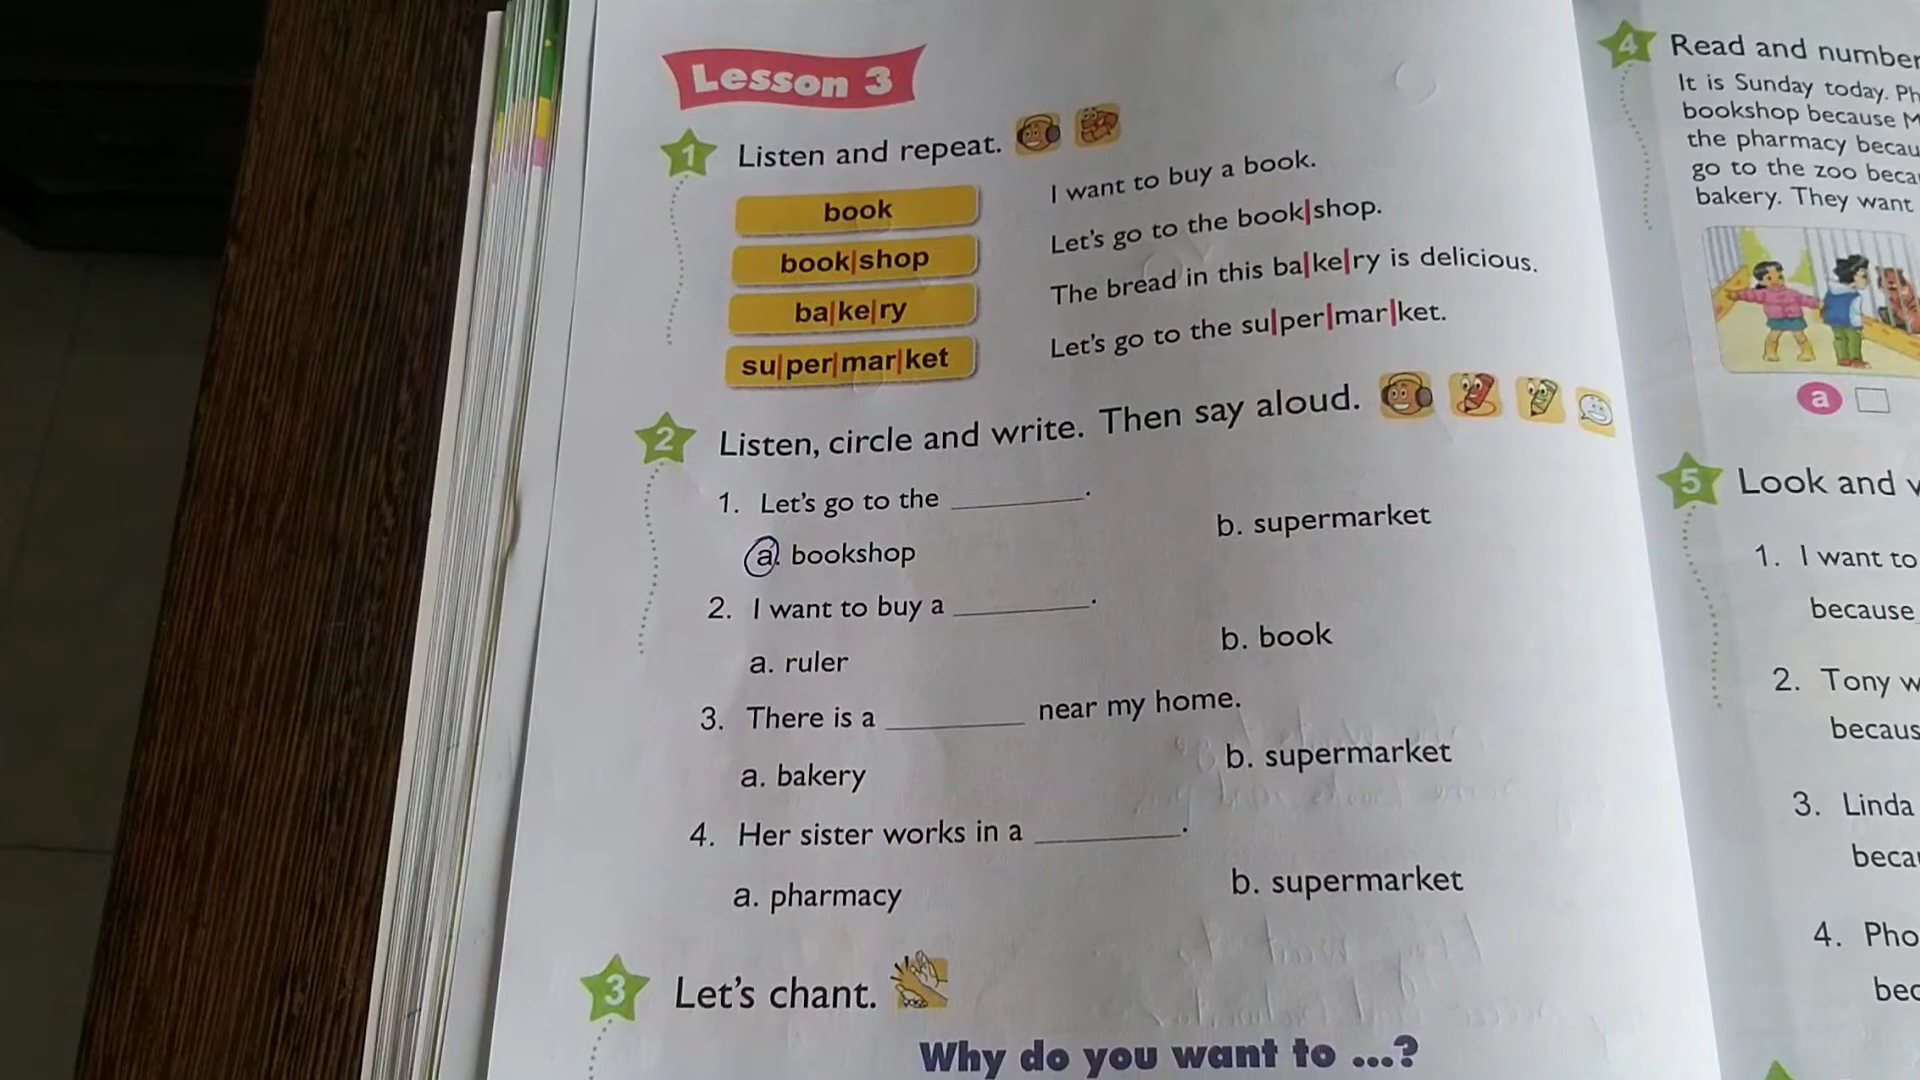 Lesson 3
1 Listen and repeat.
book
book|shop
ba|ke|ry
su|per|mar|ket
I want to buy a book.
Let's go to the book|shop.
The bread in this ba|ke|ry is delicious.
Let's go to the su|per|mar|ket.
2 Listen, circle and write. Then say aloud.
1. Let's go to the __________.
a. bookshop b. supermarket
2. I want to buy a __________.
a. ruler b. book
3. There is a __________ near my home.
a. bakery b. supermarket
4. Her sister works in a __________.
a. pharmacy b. supermarket
3 Let's chant.
Why do you want to ...?
4 Read and number
It is Sunday today.
bookshop because
the pharmacy
go to the zoo
bakery. They want
a
5 Look and
1. I want to
because
2. Tony
3. Linda
4.